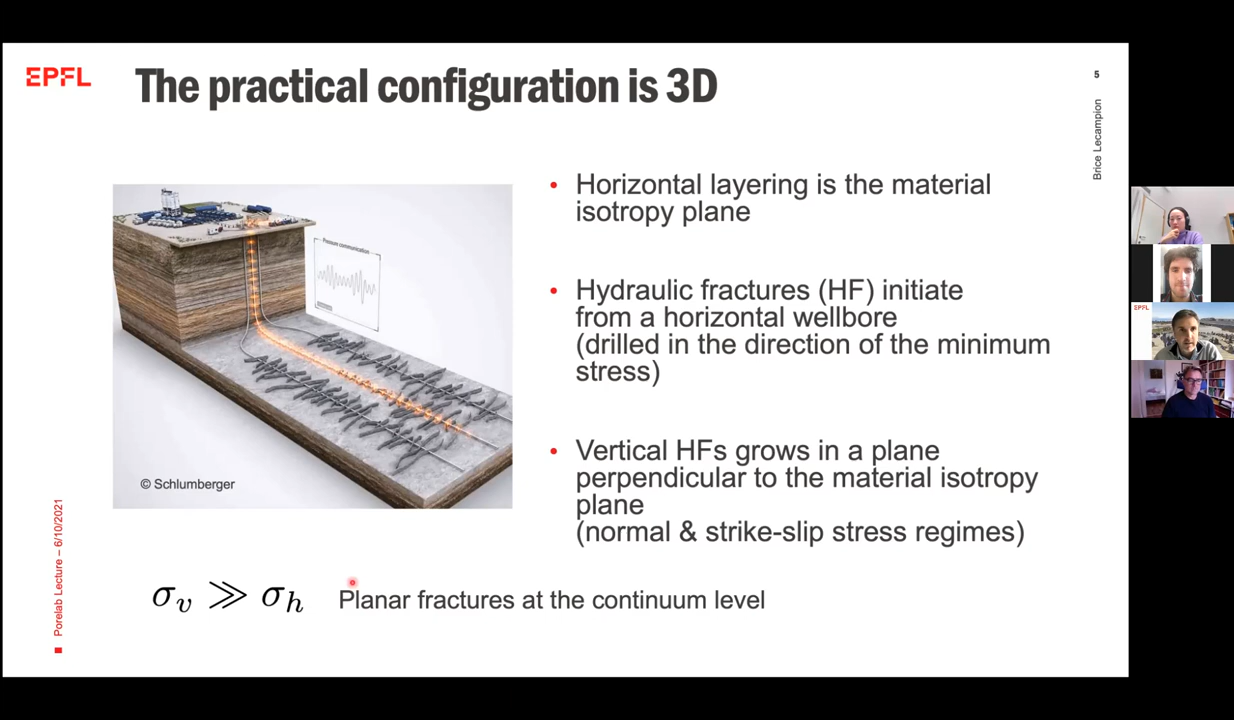 EPFL
The practical configuration is 3D
5
Brice Lecampion
Horizontal layering is the material
isotropy plane
Hydraulic fractures (HF) initiate
from a horizontal wellbore
(drilled in the direction of the minimum
stress)
Vertical HFs grows in a plane
perpendicular to the material isotropy
plane
(normal & strike-slip stress regimes)
Pressure communication
© Schlumberger
σv ≫ σh
Planar fractures at the continuum level
Porelab Lecture – 6/10/2021
EPFL